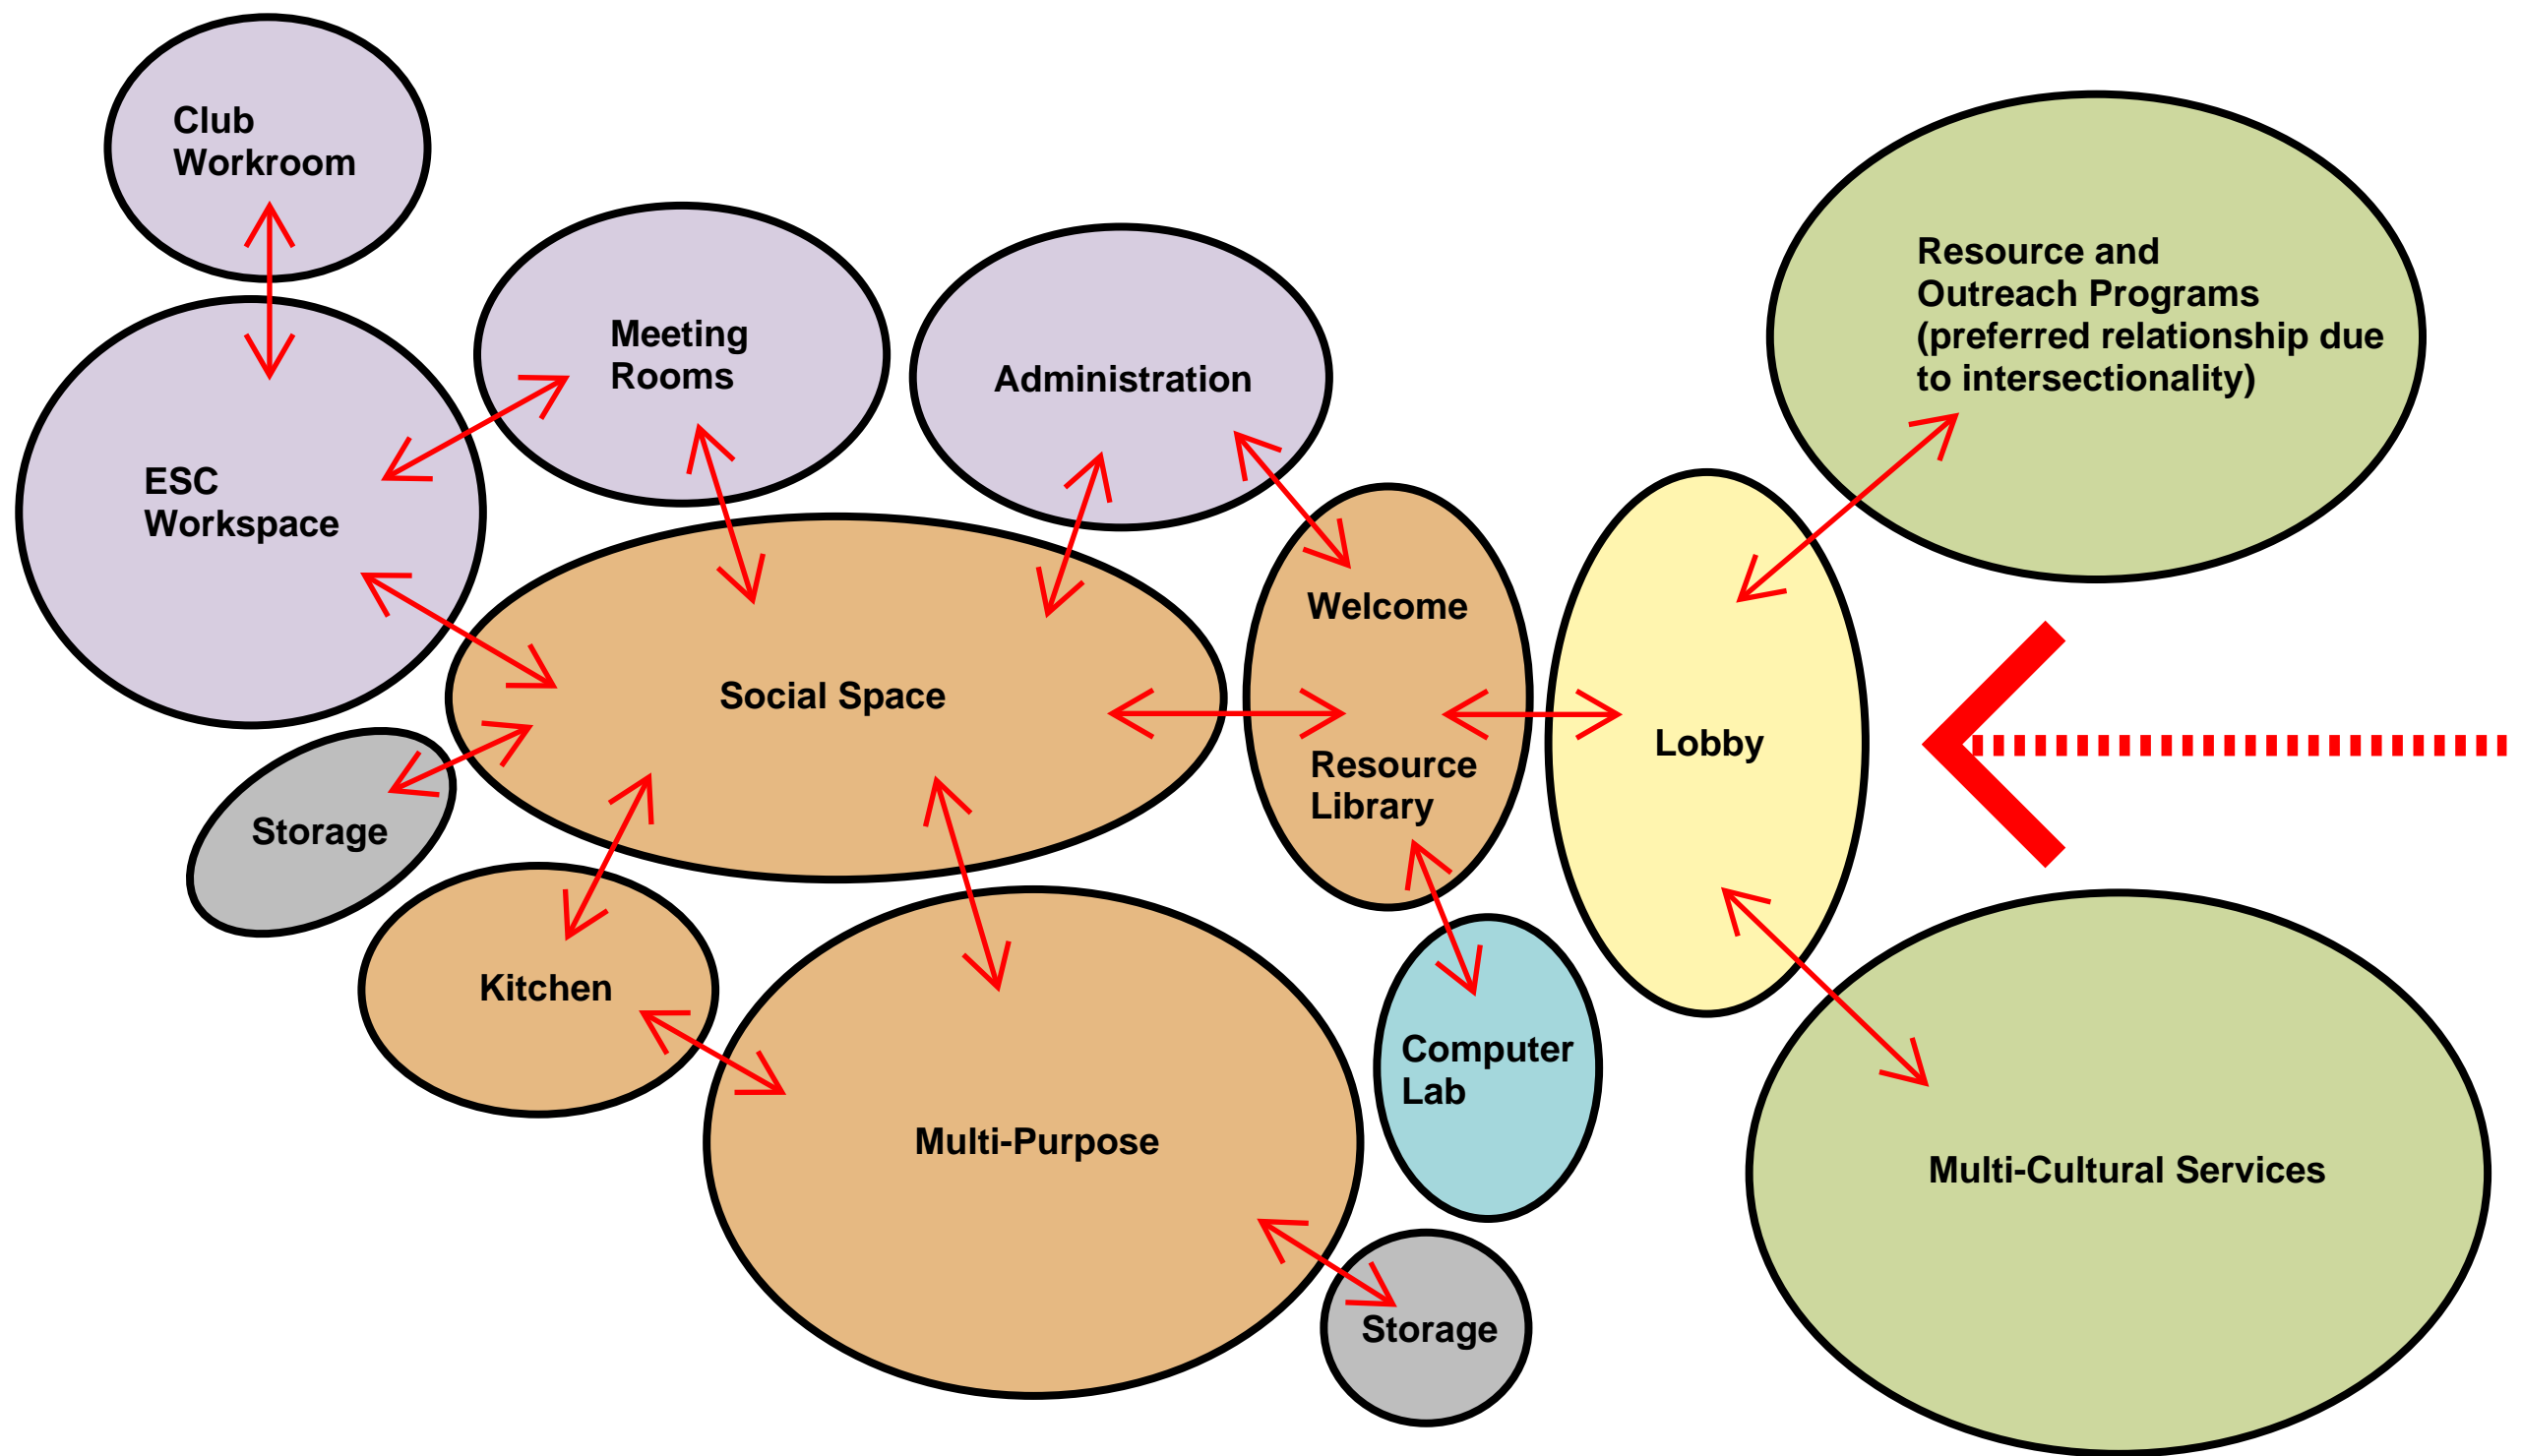 Club
Workroom
Resource and
Outreach Programs
(preferred relationship due
to intersectionality)
Meeting
Rooms
Administration
ESC
Workspace
Welcome
Social Space
Lobby
Resource
Library
Storage
Kitchen
Computer
Lab
Multi-Purpose
Multi-Cultural Services
Storage